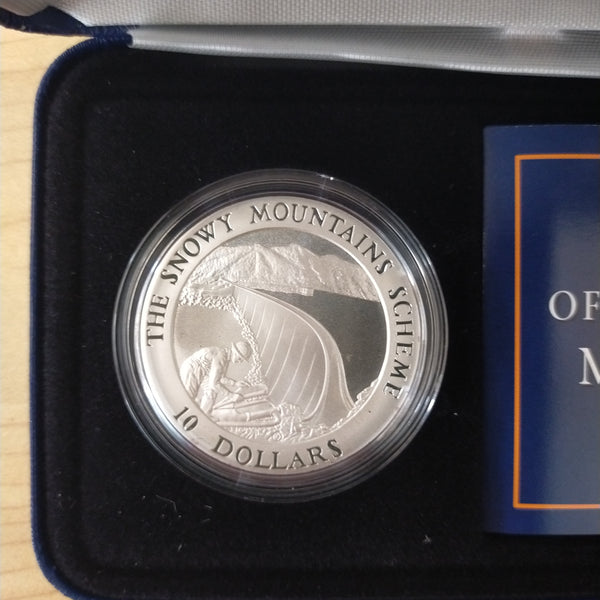 THE SNOWY MOUNTAINS SCHEME
10 DOLLARS
OF
M